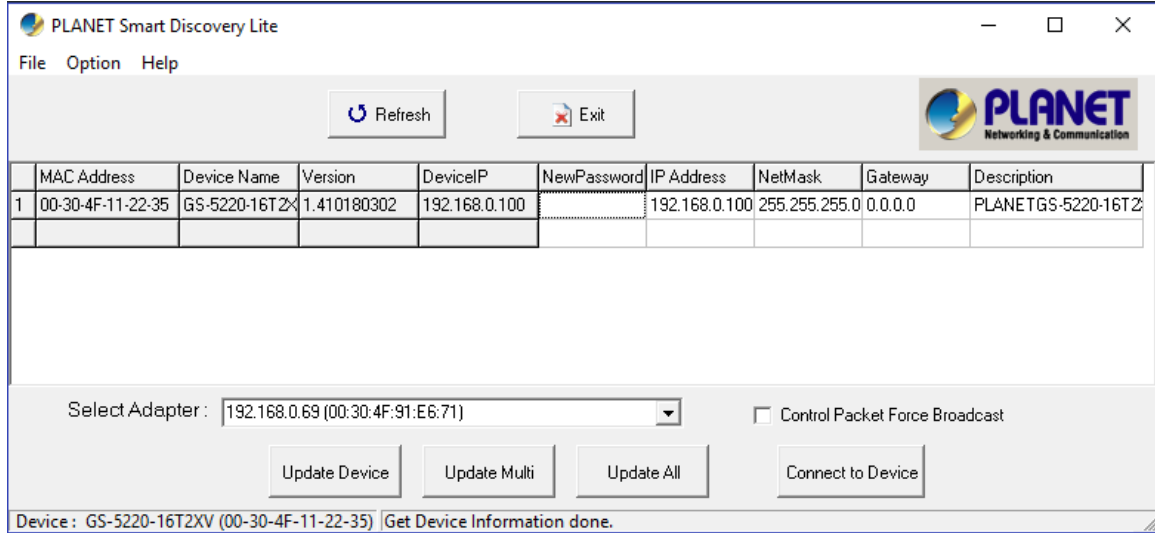 PLANET Smart Discovery Lite
File Option Help
Refresh Exit PLANET
Networking & Communication
MAC Address Device Name Version DeviceIP NewPassword IP Address NetMask Gateway Description
1 00-30-4F-11-22-35 GS-5220-16T2X 1.410180302 192.168.0.100 192.168.0.100 255.255.255.0 0.0.0.0 PLANETGS-5220-16T2
Select Adapter : 192.168.0.69 (00:30:4F:91:E6:71) Control Packet Force Broadcast
Update Device Update Multi Update All Connect to Device
Device : GS-5220-16T2XV (00-30-4F-11-22-35) Get Device Information done.